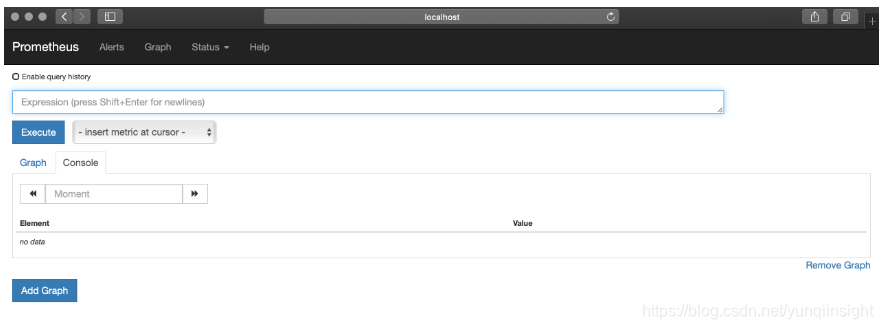 localhost
Prometheus Alerts Graph Status Help
Enable query history
Expression (press Shift+Enter for newlines)
Execute - insert metric at cursor -
Graph Console
Moment
Element Value
no data
Remove Graph
Add Graph
https://blog.csdn.net/yunqiinsight